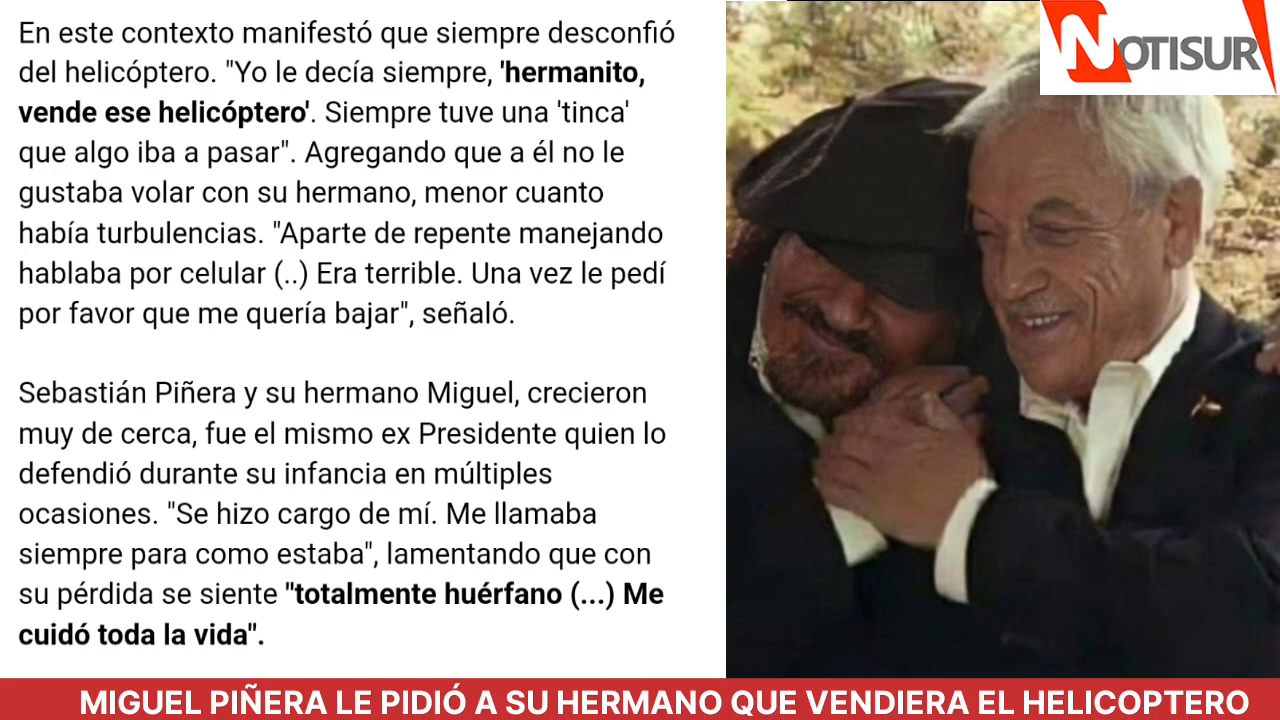 En este contexto manifestó que siempre desconfió
del helicóptero. "Yo le decía siempre, 'hermanito,
vende ese helicóptero'. Siempre tuve una 'tinca'
que algo iba a pasar". Agregando que a él no le
gustaba volar con su hermano, menor cuanto
había turbulencias. "Aparte de repente manejando
hablaba por celular (..) Era terrible. Una vez le pedí
por favor que me quería bajar", señaló.
Sebastián Piñera y su hermano Miguel, crecieron
muy de cerca, fue el mismo ex Presidente quien lo
defendió durante su infancia en múltiples
ocasiones. "Se hizo cargo de mí. Me llamaba
siempre para como estaba", lamentando que con
su pérdida se siente "totalmente huérfano (...) Me
cuidó toda la vida".
NOTISUR
MIGUEL PIÑERA LE PIDIÓ A SU HERMANO QUE VENDIERA EL HELICOPTERO